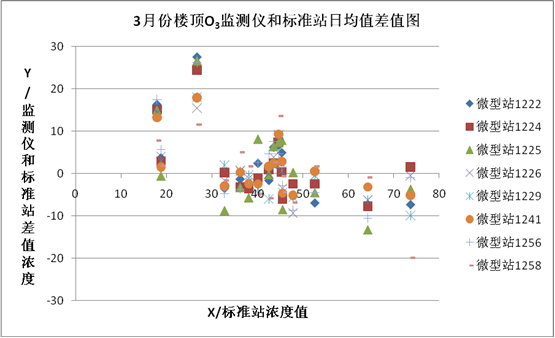 3月份楼顶O3监测仪和标准站日均值差值图
Y/监测仪和标准站差值浓度
30
20
10
0
-10
-20
-30
0
10
20
30
40
50
60
70
80
X/标准站浓度值
微型站1222
微型站1224
微型站1225
微型站1226
微型站1229
微型站1241
微型站1256
微型站1258